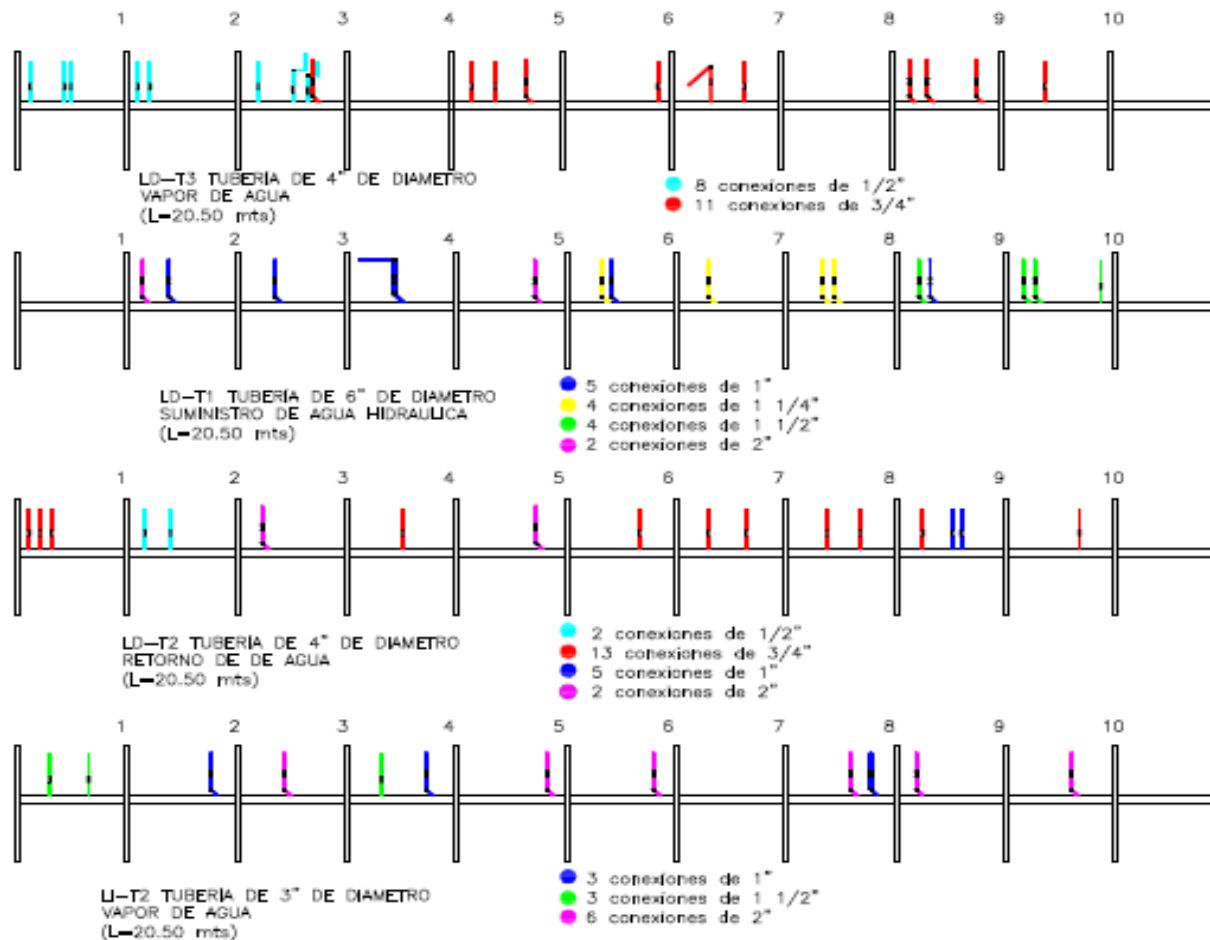 1 2 3 4 5 6 7 8 9 10
LD-T3 TUBERÍA DE 4" DE DIAMETRO
VAPOR DE AGUA
(L=20.50 mts)
8 conexiones de 1/2"
11 conexiones de 3/4"
1 2 3 4 5 6 7 8 9 10
LD-T1 TUBERÍA DE 6" DE DIAMETRO
SUMINISTRO DE AGUA HIDRAULICA
(L=20.50 mts)
5 conexiones de 1"
4 conexiones de 1 1/4"
4 conexiones de 1 1/2"
2 conexiones de 2"
1 2 3 4 5 6 7 8 9 10
LD-T2 TUBERÍA DE 4" DE DIAMETRO
RETORNO DE DE AGUA
(L=20.50 mts)
2 conexiones de 1/2"
13 conexiones de 3/4"
5 conexiones de 1"
2 conexiones de 2"
1 2 3 4 5 6 7 8 9 10
LI-T2 TUBERÍA DE 3" DE DIAMETRO
VAPOR DE AGUA
(L=20.50 mts)
3 conexiones de 1"
3 conexiones de 1 1/2"
6 conexiones de 2"